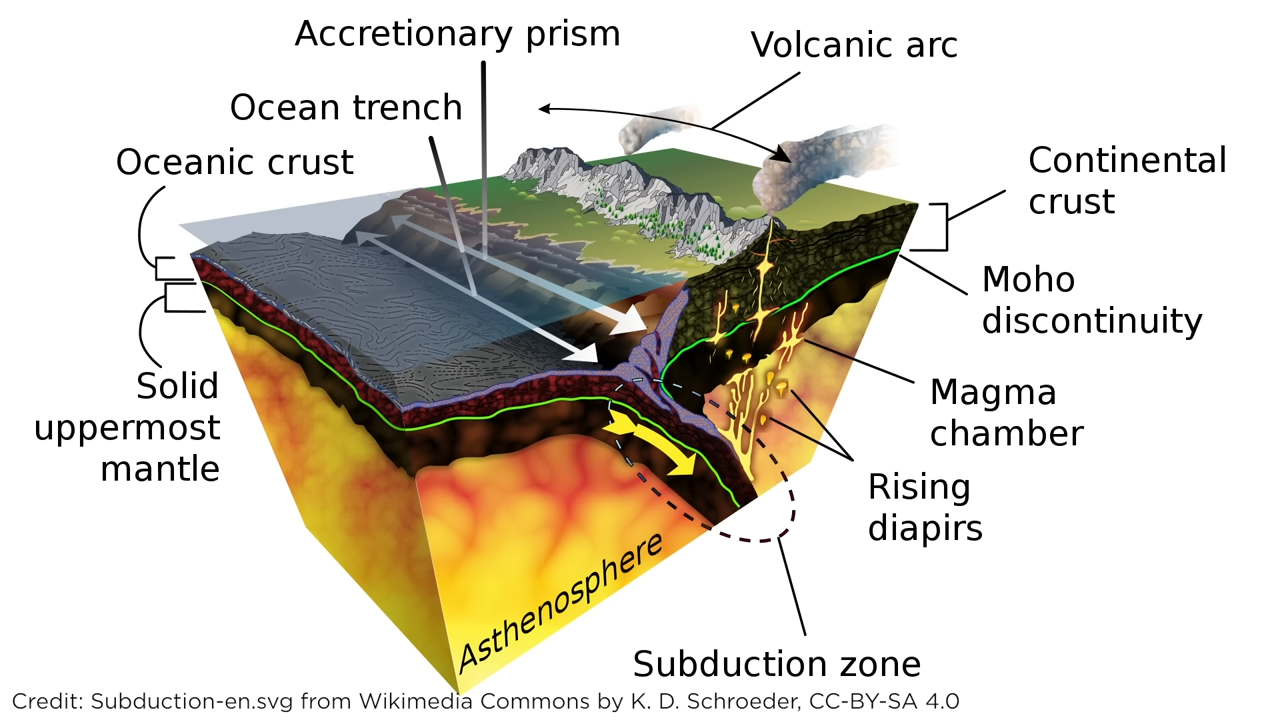 Accretionary prism
Volcanic arc
Ocean trench
Oceanic crust
Continental
crust
Moho
discontinuity
Solid
uppermost
mantle
Magma
chamber
Rising
diapirs
Asthenosphere
Subduction zone
Credit: Subduction-en.svg from Wikimedia Commons by K. D. Schroeder, CC-BY-SA 4.0